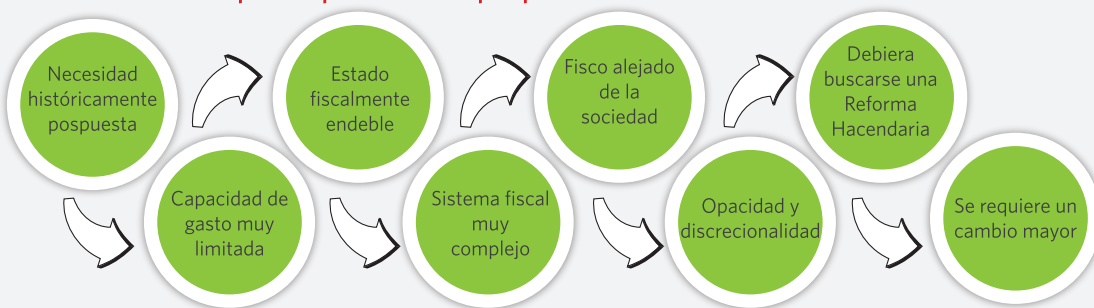 Necesidad
históricamente
pospuesta
Capacidad de
gasto muy
limitada
Estado
fiscalmente
endeble
Sistema fiscal
muy
complejo
Fisco alejado
de la
sociedad
Opacidad y
discrecionalidad
Debiera
buscarse una
Reforma
Hacendaria
Se requiere un
cambio mayor